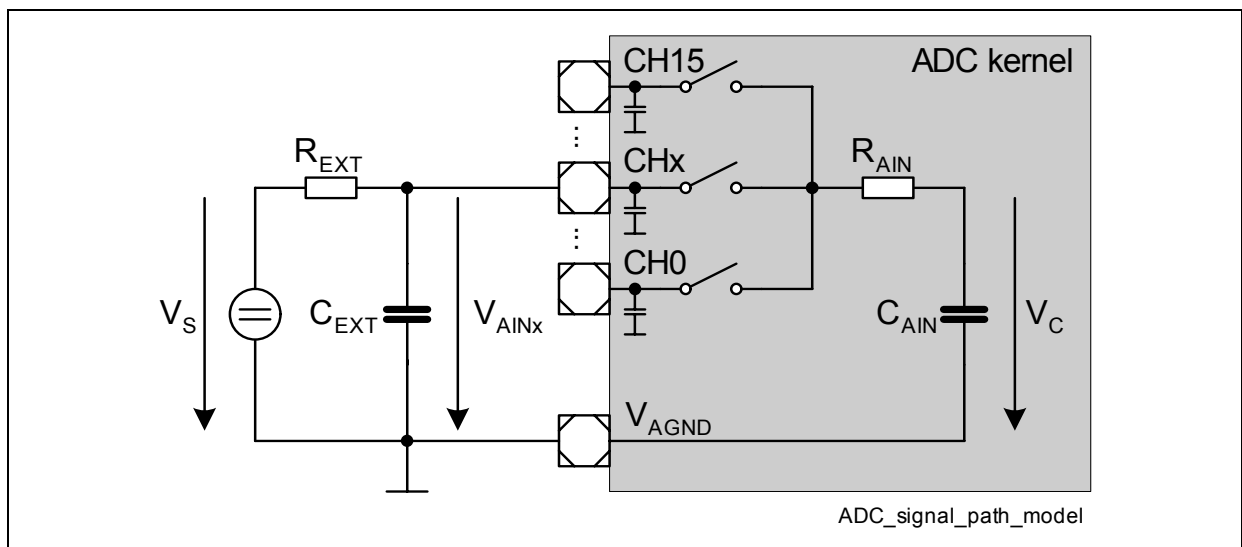 CH15
ADC kernel
R_EXT
CHx
R_AIN
CH0
V_S
C_EXT
V_AINx
C_AIN
V_C
V_AGND
ADC_signal_path_model